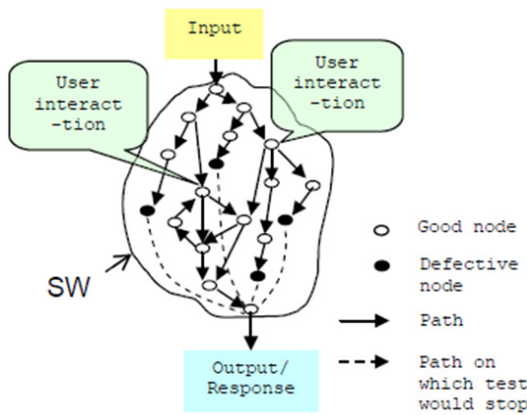 Input
User
interact
-tion
User
interact
-tion
SW
Good node
Defective
node
Path
Path on
which test
would stop
Output/
Response